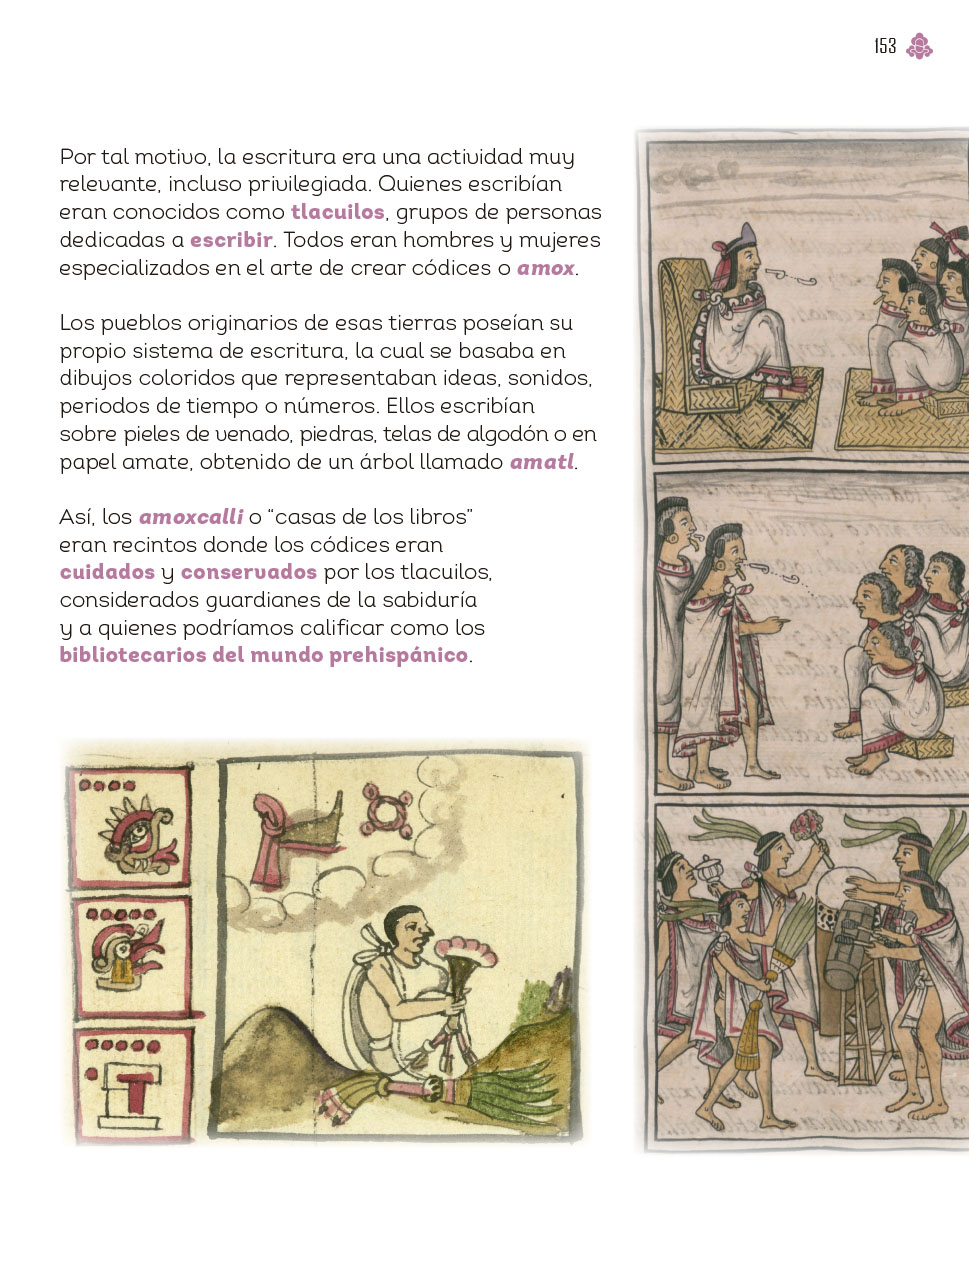 153
Por tal motivo, la escritura era una actividad muy
relevante, incluso privilegiada. Quienes escribían
eran conocidos como tlacuilos, grupos de personas
dedicadas a escribir. Todos eran hombres y mujeres
especializados en el arte de crear códices o amox.
Los pueblos originarios de esas tierras poseían su
propio sistema de escritura, la cual se basaba en
dibujos coloridos que representaban ideas, sonidos,
periodos de tiempo o números. Ellos escribían
sobre pieles de venado, piedras, telas de algodón o en
papel amate, obtenido de un árbol llamado amatl.
Así, los amoxcalli o “casas de los libros”
eran recintos donde los códices eran
cuidados y conservados por los tlacuilos,
considerados guardianes de la sabiduría
y a quienes podríamos calificar como los
bibliotecarios del mundo prehispánico.